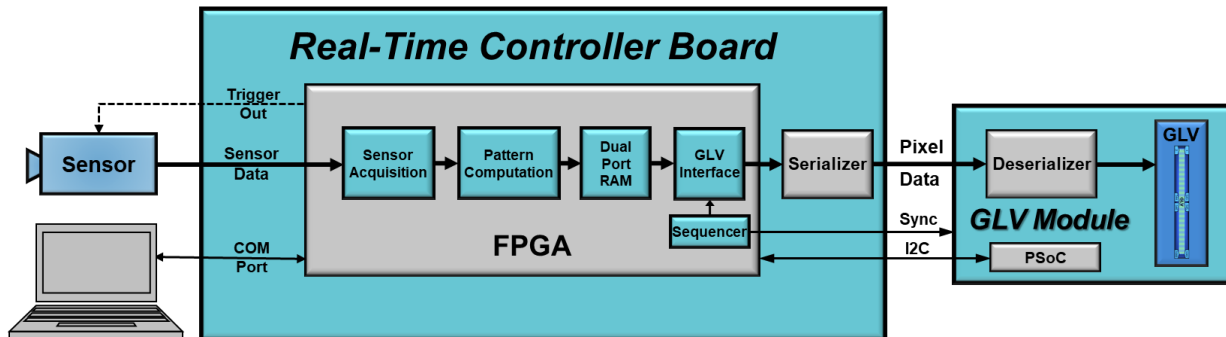 Real-Time Controller Board
Trigger
Out
Sensor
Sensor
Data
Sensor
Acquisition
Pattern
Computation
Dual
Port
RAM
GLV
Interface
Serializer
Pixel
Data
Deserializer
GLV
Sequencer
Sync
GLV Module
COM
Port
FPGA
I2C
PSoC